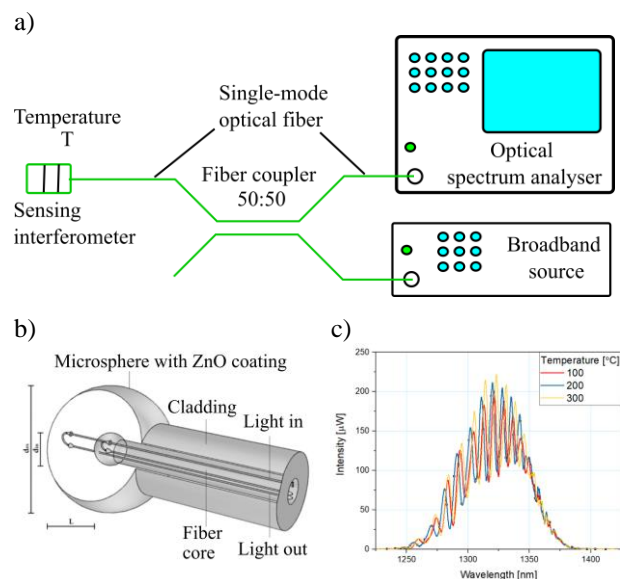 a)
Temperature
T
Sensing
interferometer
Single-mode
optical fiber
Fiber coupler
50:50
Optical
spectrum analyser
Broadband
source
b)
Microsphere with ZnO coating
Cladding
Light in
Fiber
core
Light out
L
c)
Temperature [°C]
100
200
300
Intensity [µW]
250
200
150
100
50
0
1250
1300
1350
1400
Wavelength [nm]